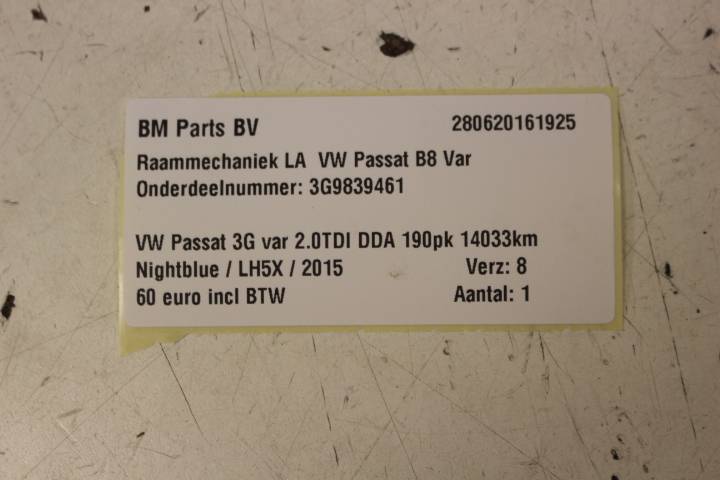 BM Parts BV 280620161925
Raammechaniek LA VW Passat B8 Var
Onderdeelnummer: 3G9839461
VW Passat 3G var 2.0TDI DDA 190pk 14033km
Nightblue / LH5X / 2015 Verz: 8
60 euro incl BTW Aantal: 1